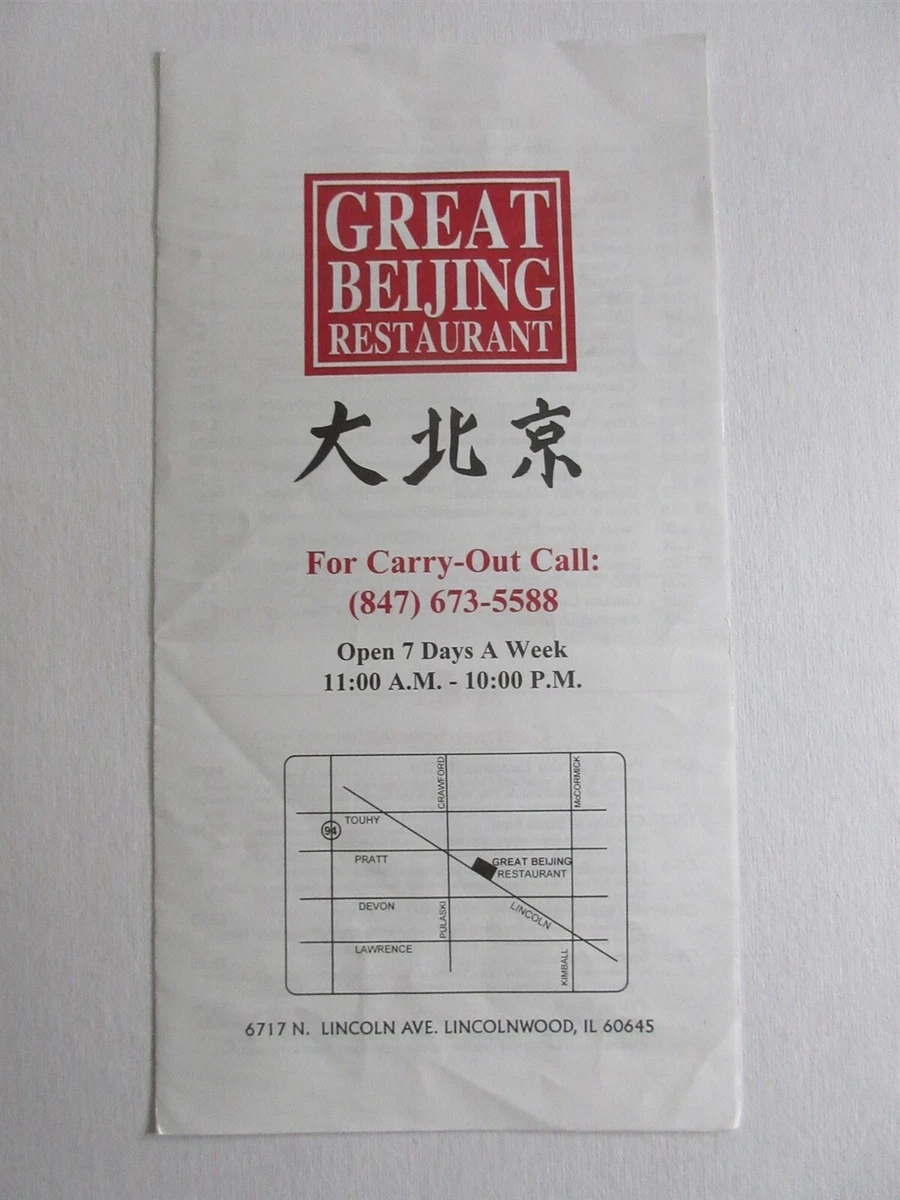 GREAT
BEIJING
RESTAURANT
大北京
For Carry-Out Call:
(847) 673-5588
Open 7 Days A Week
11:00 A.M. - 10:00 P.M.
CRAWFORD
McCORMICK
94
TOUHY
PRATT
GREAT BEIJING
RESTAURANT
DEVON
PULASKI
LINCOLN
LAWRENCE
KIMBALL
6717 N. LINCOLN AVE. LINCOLNWOOD, IL 60645